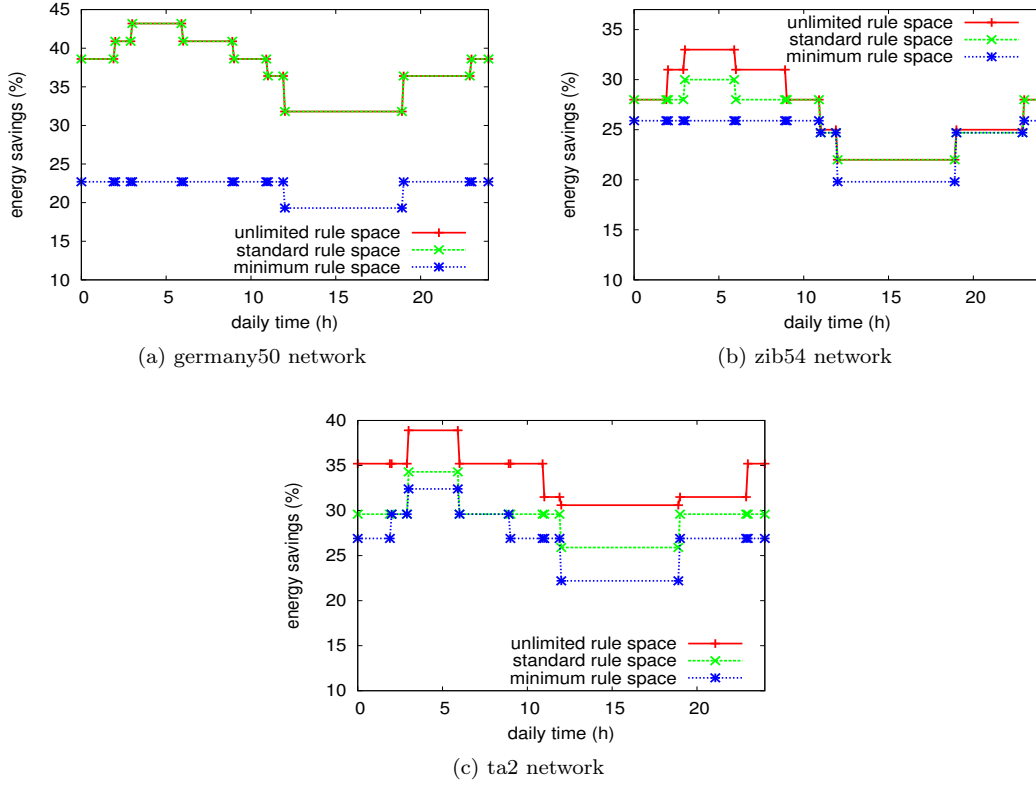 45
40
35
30
25
20
15
10
energy savings (%)
unlimited rule space
standard rule space
minimum rule space
0 5 10 15 20
daily time (h)
(a) germany50 network
35
30
25
20
15
10
energy savings (%)
unlimited rule space
standard rule space
minimum rule space
0 5 10 15 20
daily time (h)
(b) zib54 network
40
35
30
25
20
15
10
energy savings (%)
unlimited rule space
standard rule space
minimum rule space
0 5 10 15 20
daily time (h)
(c) ta2 network